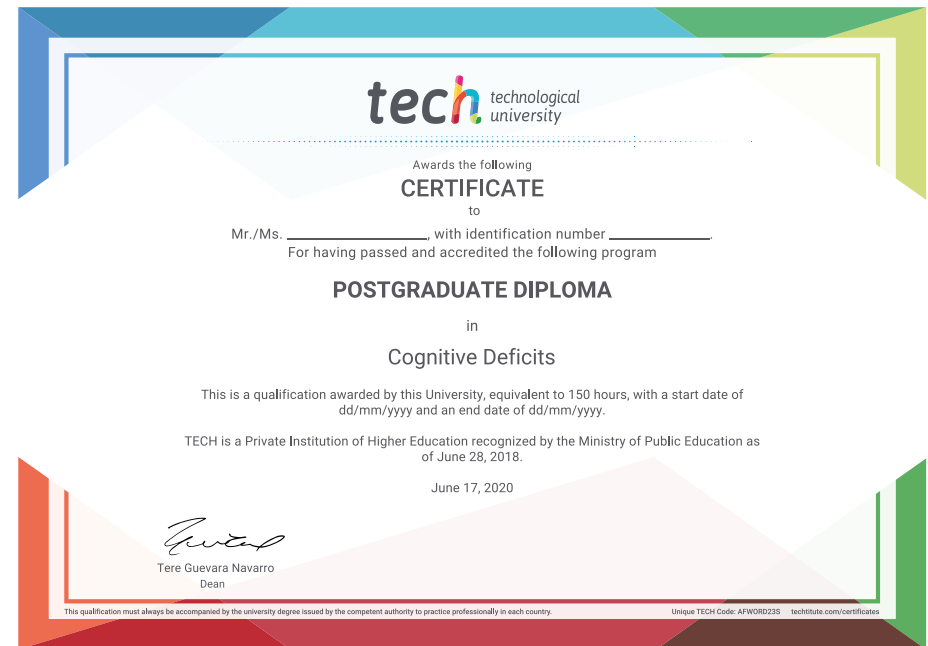 tech technological
university
Awards the following
CERTIFICATE
to
Mr./Ms. ____________________, with identification number ______________.
For having passed and accredited the following program
POSTGRADUATE DIPLOMA
in
Cognitive Deficits
This is a qualification awarded by this University, equivalent to 150 hours, with a start date of
dd/mm/yyyy and an end date of dd/mm/yyyy.
TECH is a Private Institution of Higher Education recognized by the Ministry of Public Education as
of June 28, 2018.
June 17, 2020
Tere Guevara Navarro
Dean
This qualification must always be accompanied by the university degree issued by the competent authority to practice professionally in each country. Unique TECH Code: AFWORD23S techtitute.com/certificates